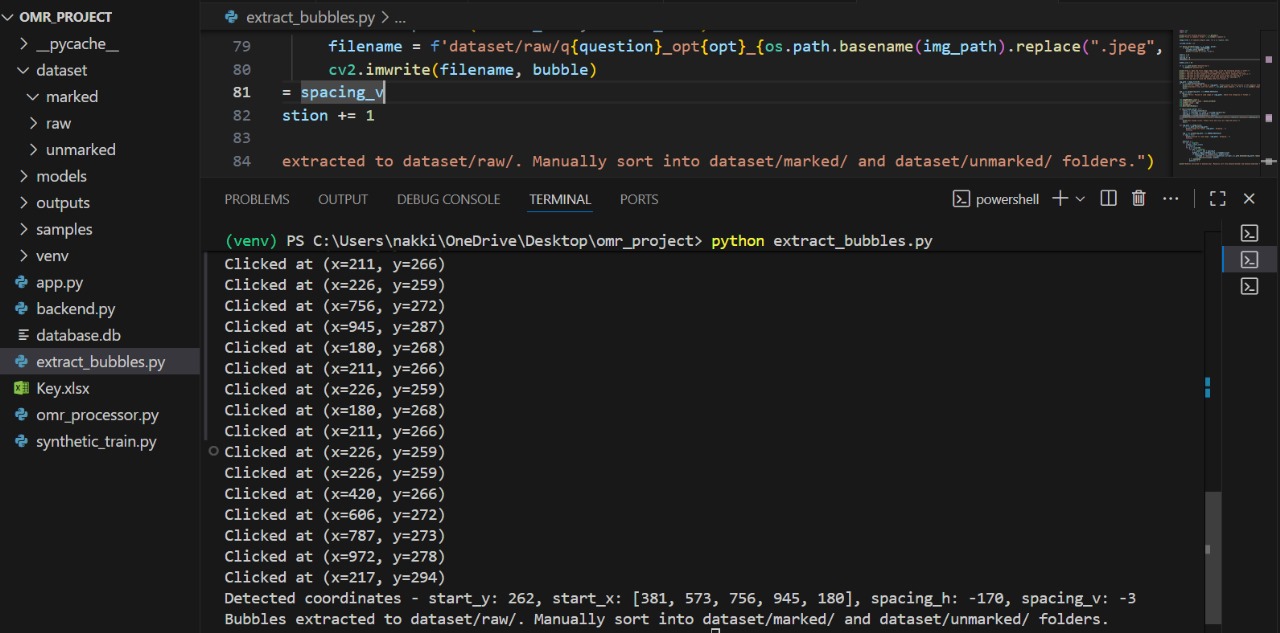 OMR_PROJECT
__pycache__
dataset
marked
raw
unmarked
models
outputs
samples
venv
app.py
backend.py
database.db
extract_bubbles.py
Key.xlsx
omr_processor.py
synthetic_train.py
extract_bubbles.py > ...
79 filename = f'dataset/raw/q{question}_opt{opt}_{os.path.basename(img_path).replace(".jpeg",
80 cv2.imwrite(filename, bubble)
81 = spacing_v
82 stion += 1
83
84 extracted to dataset/raw/. Manually sort into dataset/marked/ and dataset/unmarked/ folders.")
PROBLEMS OUTPUT DEBUG CONSOLE TERMINAL PORTS powershell
(venv) PS C:\Users\nakki\OneDrive\Desktop\omr_project> python extract_bubbles.py
Clicked at (x=211, y=266)
Clicked at (x=226, y=259)
Clicked at (x=756, y=272)
Clicked at (x=945, y=287)
Clicked at (x=180, y=268)
Clicked at (x=211, y=266)
Clicked at (x=226, y=259)
Clicked at (x=180, y=268)
Clicked at (x=211, y=266)
Clicked at (x=226, y=259)
Clicked at (x=226, y=259)
Clicked at (x=420, y=266)
Clicked at (x=606, y=272)
Clicked at (x=787, y=273)
Clicked at (x=972, y=278)
Clicked at (x=217, y=294)
Detected coordinates - start_y: 262, start_x: [381, 573, 756, 945, 180], spacing_h: -170, spacing_v: -3
Bubbles extracted to dataset/raw/. Manually sort into dataset/marked/ and dataset/unmarked/ folders.